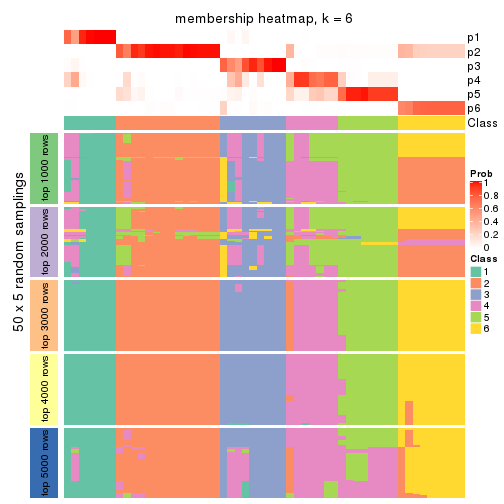 membership heatmap, k = 6
p1
p2
p3
p4
p5
p6
Class
50 x 5 random samplings
top 1000 rows
top 2000 rows
top 3000 rows
top 4000 rows
top 5000 rows
Prob
1
0.8
0.6
0.4
0.2
0
Class
1
2
3
4
5
6